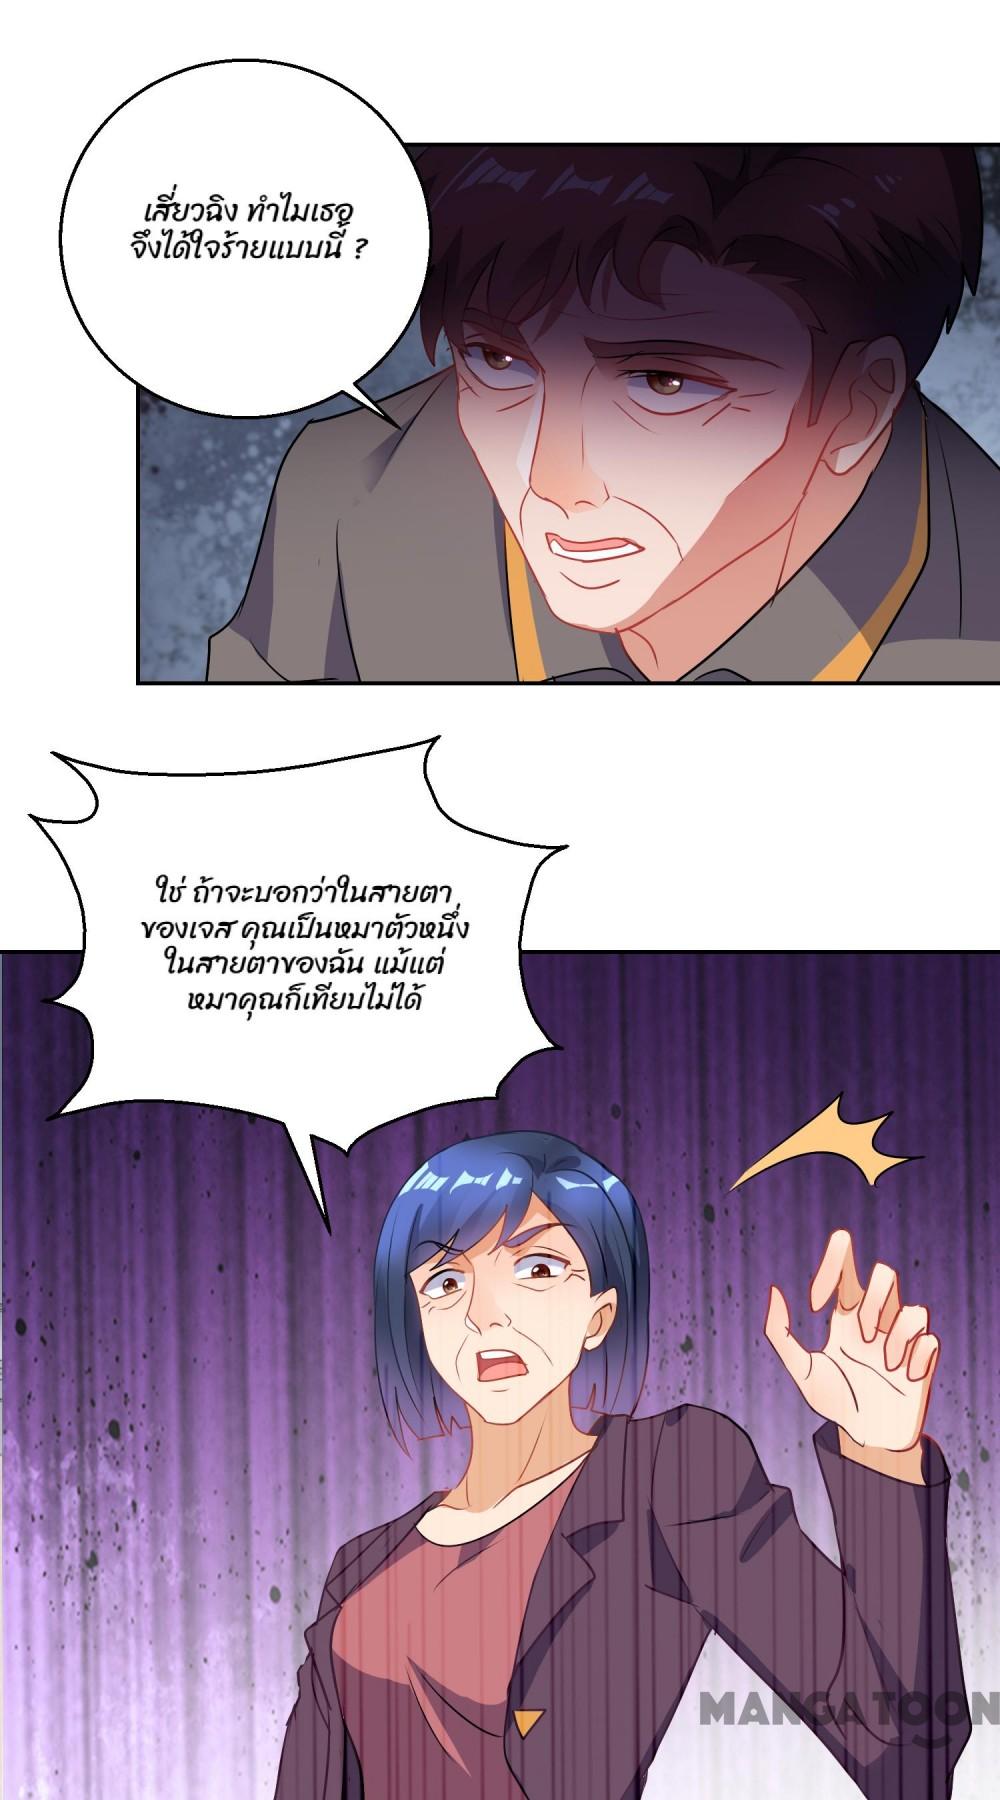 เสี่ยวฉิง ทำไมเธอ
จึงได้ใจร้ายแบบนี้ ?
ใช่ ถ้าจะบอกว่าในสายตา
ของเจส คุณเป็นหมาตัวหนึ่ง
ในสายตาของฉัน แม้แต่
หมาคุณก็เทียบไม่ได้
MANGATOON